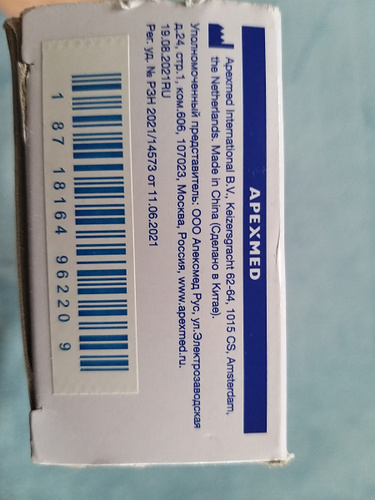 APEXMED
Apexmed International B.V., Keizersgracht 62-64, 1015 CS, Amsterdam,
the Netherlands. Made in China (Сделано в Китае).
Уполномоченный представитель: ООО Апексмед Рус, ул.Электрозаводская
д.24, стр.1, ком.606, 107023, Москва, Россия, www.apexmed.ru.
19.08.2021RU
Рег. уд. № РЗН 2021/14573 от 11.06.2021
1 87 18164 96220 9